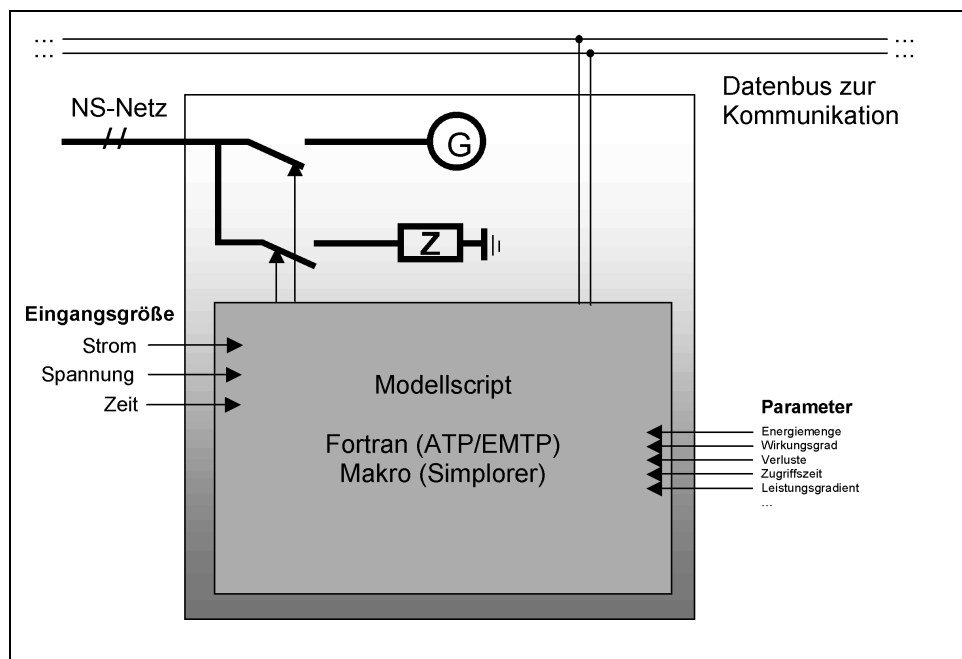 ... ...
... ...
Datenbus zur
Kommunikation
NS-Netz
G
Z
Eingangsgröße
Strom
Spannung
Zeit
Modellscript
Fortran (ATP/EMTP)
Makro (Simplorer)
Parameter
Energiemenge
Wirkungsgrad
Verluste
Zugriffszeit
Leistungsgradient
...